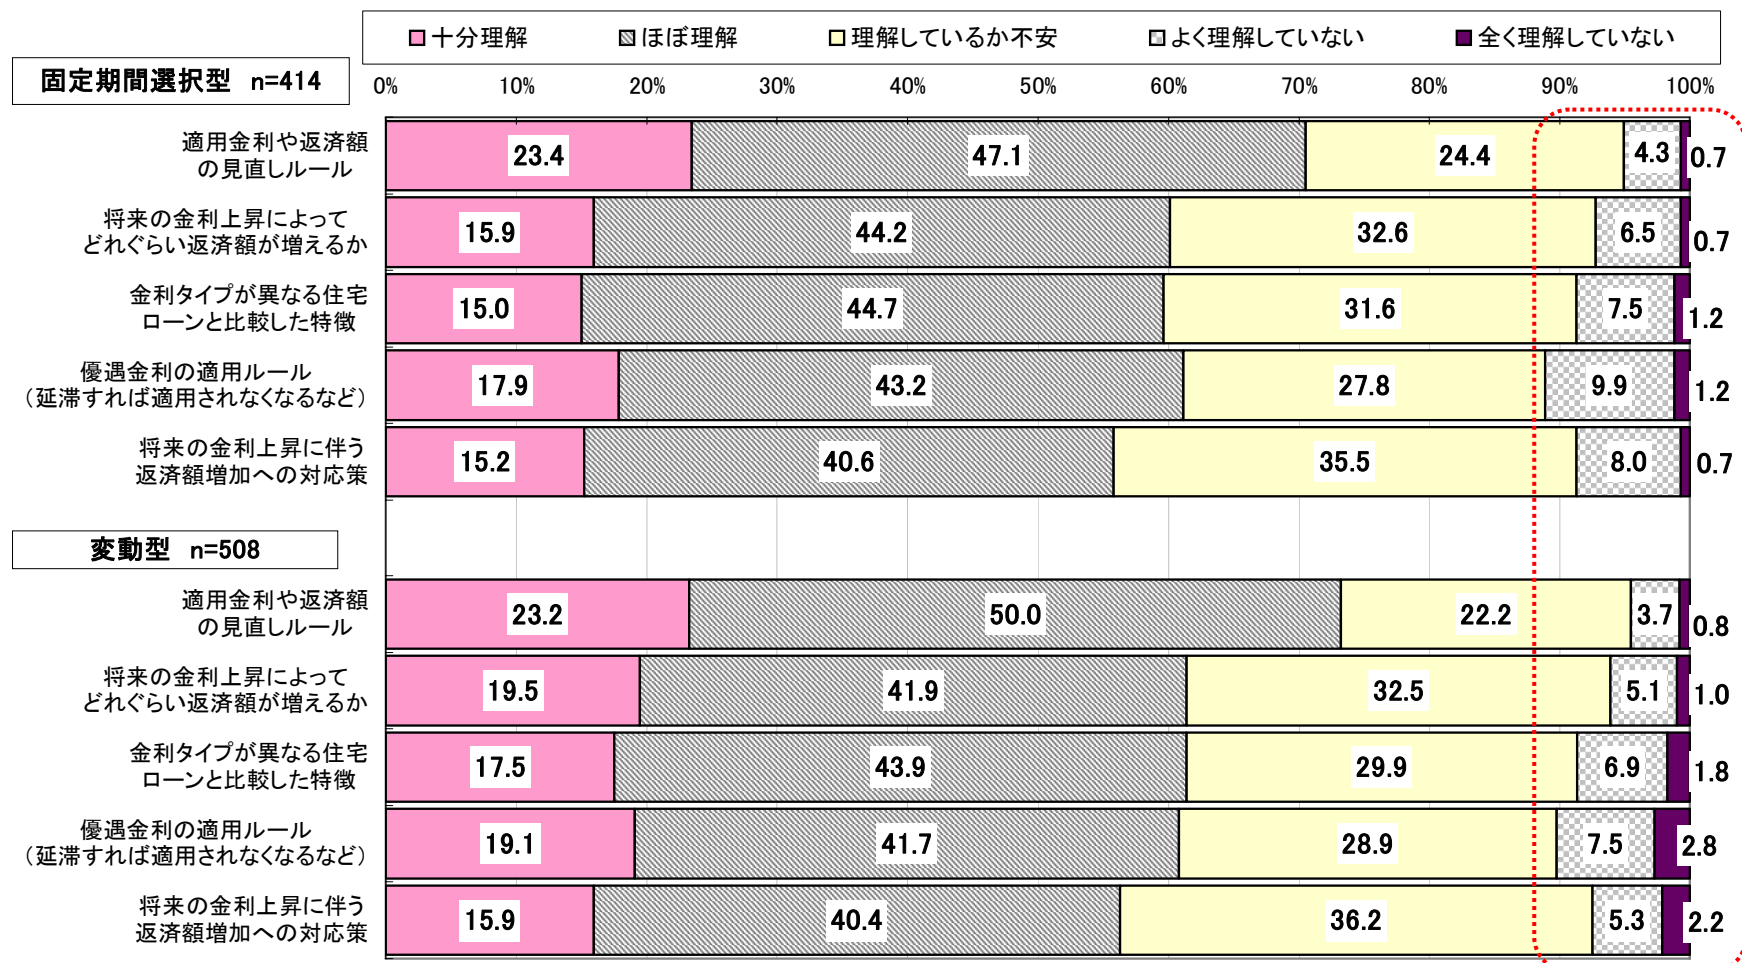 十分理解 ほぼ理解 理解しているか不安 よく理解していない 全く理解していない
固定期間選択型 n=414
0% 10% 20% 30% 40% 50% 60% 70% 80% 90% 100%
適用金利や返済額
の見直しルール
23.4 47.1 24.4 4.3 0.7
将来の金利上昇によって
どれぐらい返済額が増えるか
15.9 44.2 32.6 6.5 0.7
金利タイプが異なる住宅
ローンと比較した特徴
15.0 44.7 31.6 7.5 1.2
優遇金利の適用ルール
（延滞すれば適用されなくなるなど）
17.9 43.2 27.8 9.9 1.2
将来の金利上昇に伴う
返済額増加への対応策
15.2 40.6 35.5 8.0 0.7
変動型 n=508
適用金利や返済額
の見直しルール
23.2 50.0 22.2 3.7 0.8
将来の金利上昇によって
どれぐらい返済額が増えるか
19.5 41.9 32.5 5.1 1.0
金利タイプが異なる住宅
ローンと比較した特徴
17.5 43.9 29.9 6.9 1.8
優遇金利の適用ルール
（延滞すれば適用されなくなるなど）
19.1 41.7 28.9 7.5 2.8
将来の金利上昇に伴う
返済額増加への対応策
15.9 40.4 36.2 5.3 2.2